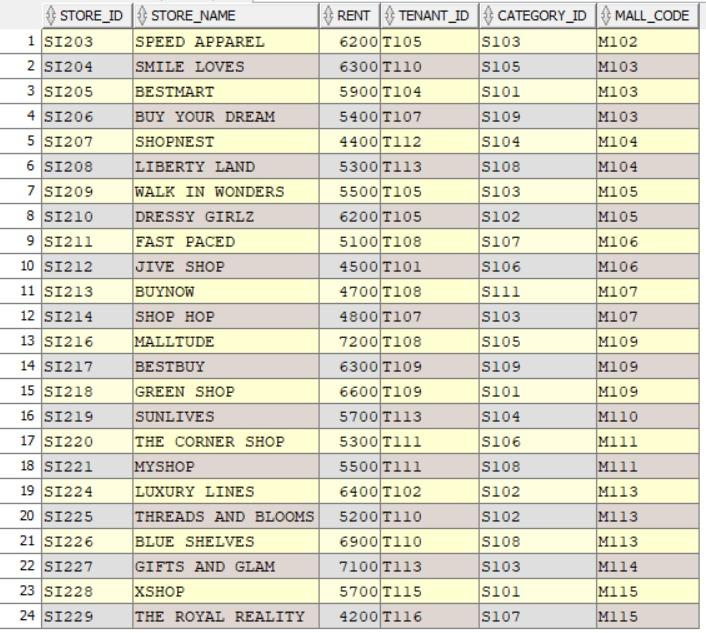 STORE_ID STORE_NAME RENT TENANT_ID CATEGORY_ID MALL_CODE
1 SI203 SPEED APPAREL 6200 T105 S103 M102
2 SI204 SMILE LOVES 6300 T110 S105 M103
3 SI205 BESTMART 5900 T104 S101 M103
4 SI206 BUY YOUR DREAM 5400 T107 S109 M103
5 SI207 SHOPNEST 4400 T112 S104 M104
6 SI208 LIBERTY LAND 5300 T113 S108 M104
7 SI209 WALK IN WONDERS 5500 T105 S103 M105
8 SI210 DRESSY GIRLZ 6200 T105 S102 M105
9 SI211 FAST PACED 5100 T108 S107 M106
10 SI212 JIVE SHOP 4500 T101 S106 M106
11 SI213 BUYNOW 4700 T108 S111 M107
12 SI214 SHOP HOP 4800 T107 S103 M107
13 SI216 MALLTUDE 7200 T108 S105 M109
14 SI217 BESTBUY 6300 T109 S109 M109
15 SI218 GREEN SHOP 6600 T109 S101 M109
16 SI219 SUNLIVES 5700 T113 S104 M110
17 SI220 THE CORNER SHOP 5300 T111 S106 M111
18 SI221 MYSHOP 5500 T111 S108 M111
19 SI224 LUXURY LINES 6400 T102 S102 M113
20 SI225 THREADS AND BLOOMS 5200 T110 S102 M113
21 SI226 BLUE SHELVES 6900 T110 S108 M113
22 SI227 GIFTS AND GLAM 7100 T113 S103 M114
23 SI228 XSHOP 5700 T115 S101 M115
24 SI229 THE ROYAL REALITY 4200 T116 S107 M115